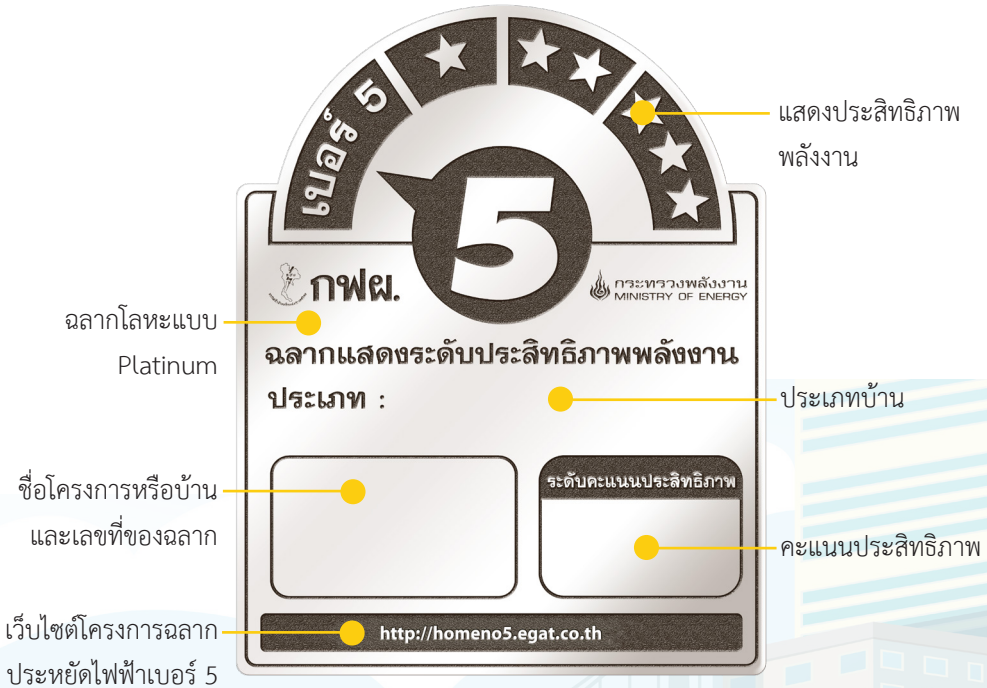 เบอร์ 5
5
แสดงประสิทธิภาพ
พลังงาน
กฟผ.
กระทรวงพลังงาน
MINISTRY OF ENERGY
ฉลากโลหะแบบ
Platinum
ฉลากแสดงระดับประสิทธิภาพพลังงาน
ประเภท :
ประเภทบ้าน
ชื่อโครงการหรือบ้าน
และเลขที่ของฉลาก
ระดับคะแนนประสิทธิภาพ
คะแนนประสิทธิภาพ
เว็บไซต์โครงการฉลาก
ประหยัดไฟฟ้าเบอร์ 5
http://homeno5.egat.co.th